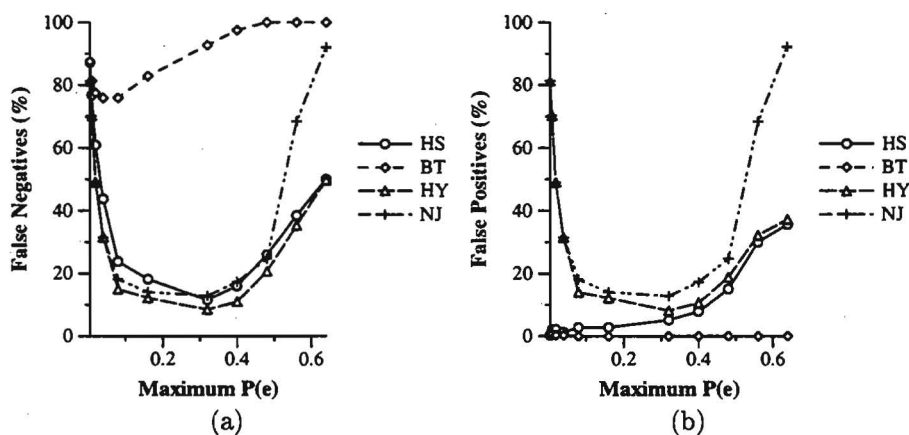 100
80
60
40
20
0
False Negatives (%)
0.2 0.4 0.6
Maximum P(e)
(a)
HS
BT
HY
NJ
100
80
60
40
20
0
False Positives (%)
0.2 0.4 0.6
Maximum P(e)
(b)
HS
BT
HY
NJ